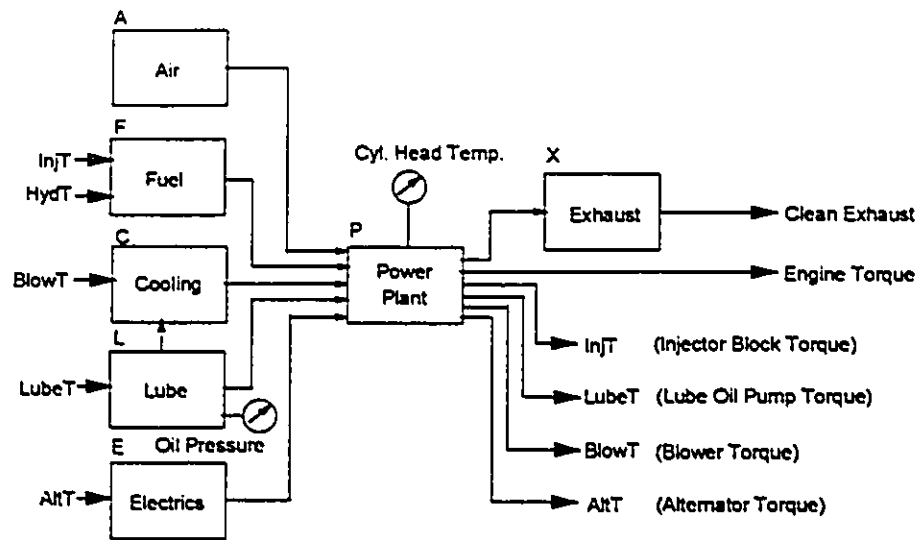 A
Air
F
InjT
HydT
Fuel
Cyl. Head Temp.
X
Exhaust
Clean Exhaust
P
Power
Plant
Engine Torque
C
BlowT
Cooling
InjT (Injector Block Torque)
L
LubeT
Lube
LubeT (Lube Oil Pump Torque)
Oil Pressure
BlowT (Blower Torque)
E
AltT
Electrics
AltT (Alternator Torque)